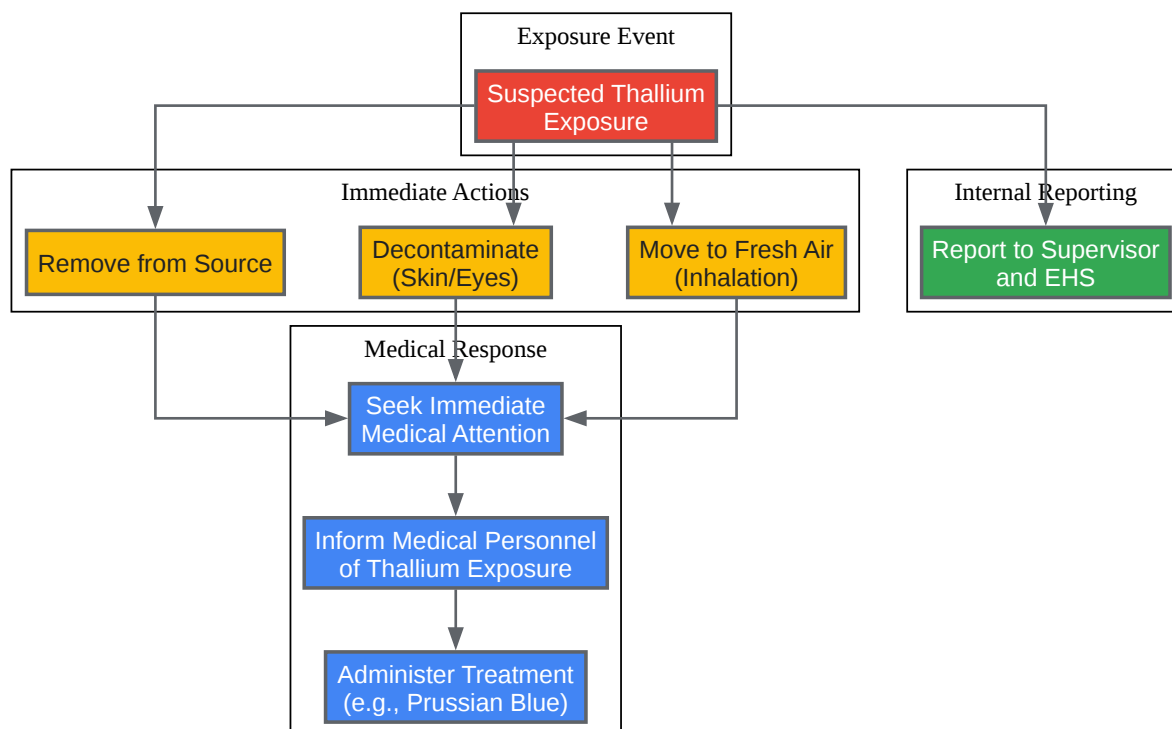 Exposure Event
Suspected Thallium
Exposure
Immediate Actions
Internal Reporting
Remove from Source
Decontaminate
(Skin/Eyes)
Move to Fresh Air
(Inhalation)
Report to Supervisor
and EHS
Medical Response
Seek Immediate
Medical Attention
Inform Medical Personnel
of Thallium Exposure
Administer Treatment
(e.g., Prussian Blue)